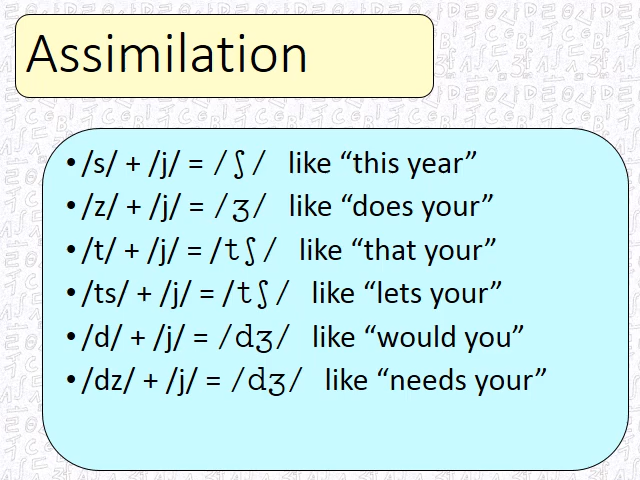 Assimilation
• /s/ + /j/ = /ʃ/ like “this year”
• /z/ + /j/ = /ʒ/ like “does your”
• /t/ + /j/ = /tʃ/ like “that your”
• /ts/ + /j/ = /tʃ/ like “lets your”
• /d/ + /j/ = /dʒ/ like “would you”
• /dz/ + /j/ = /dʒ/ like “needs your”